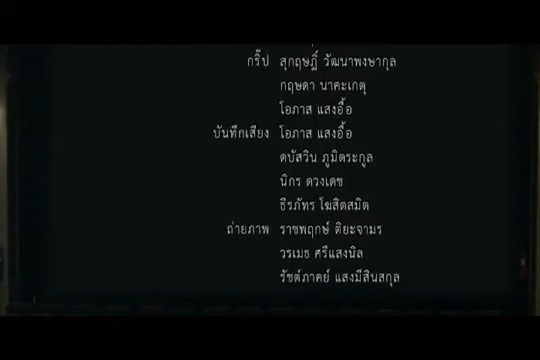 กริ๊ป สุกฤษฎิ์ วัฒนาพงษากุล
กฤษดา นาคะเกตุ
โอภาส แสงอื้อ
บันทึกเสียง โอภาส แสงอื้อ
ดบัสวิน ภูมิตระกูล
นิกร ดวงเดช
ธีรภัทร โฆสิตสมิต
ถ่ายภาพ ราชพฤกษ์ ติยะจามร
วรเมธ ศรีแสงนิล
รัชต์ภาคย์ แสงมีสินสกุล